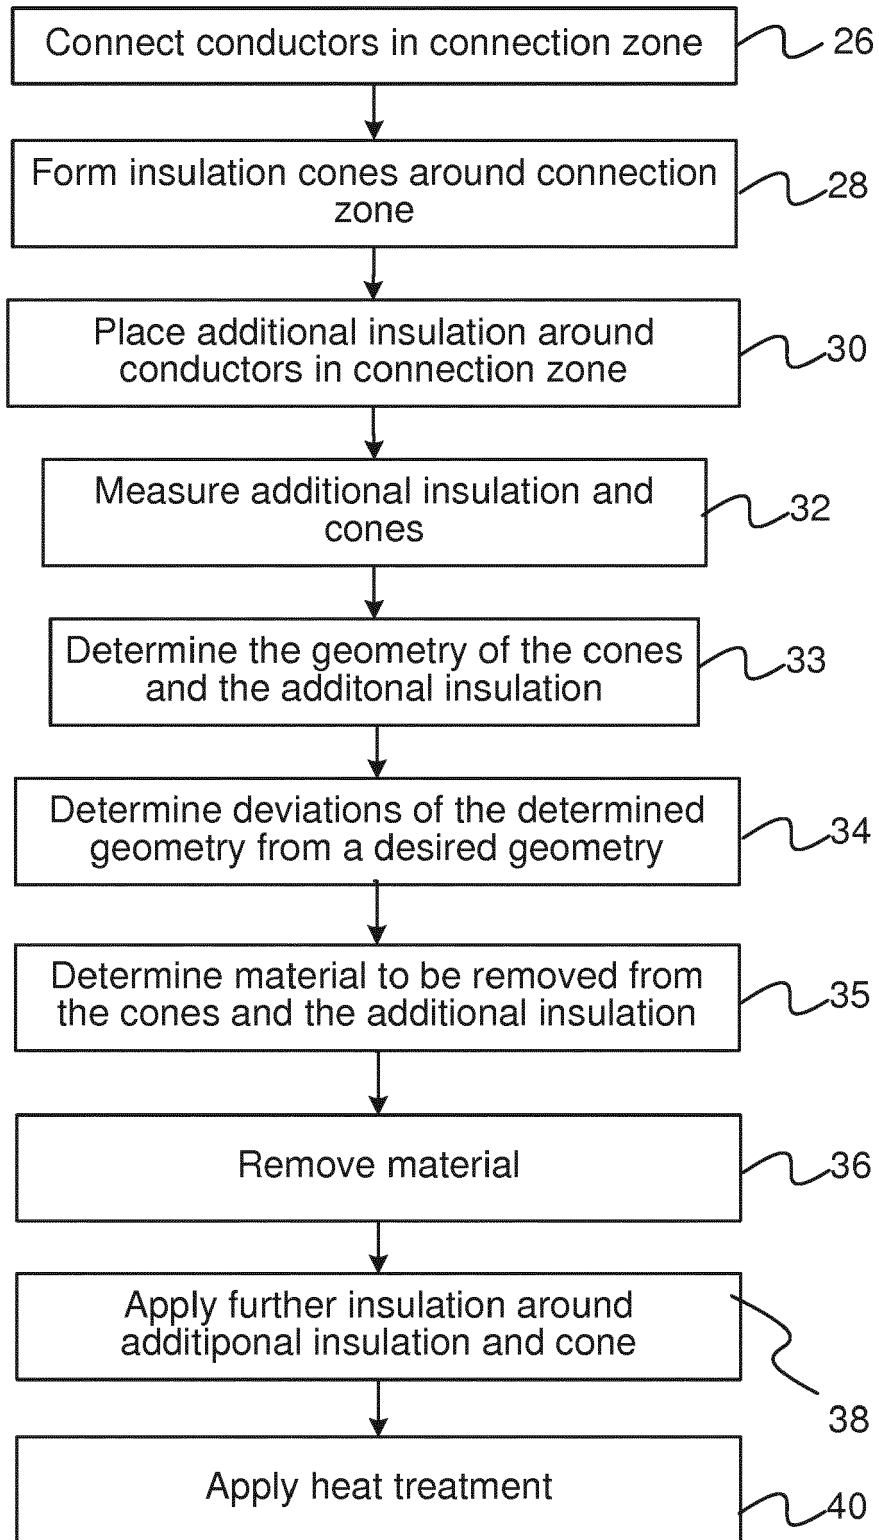 Connect conductors in connection zone
26
Form insulation cones around connection
zone
28
Place additional insulation around
conductors in connection zone
30
Measure additional insulation and
cones
32
Determine the geometry of the cones
and the additonal insulation
33
Determine deviations of the determined
geometry from a desired geometry
34
Determine material to be removed from
the cones and the additional insulation
35
Remove material
36
Apply further insulation around
additiponal insulation and cone
38
Apply heat treatment
40